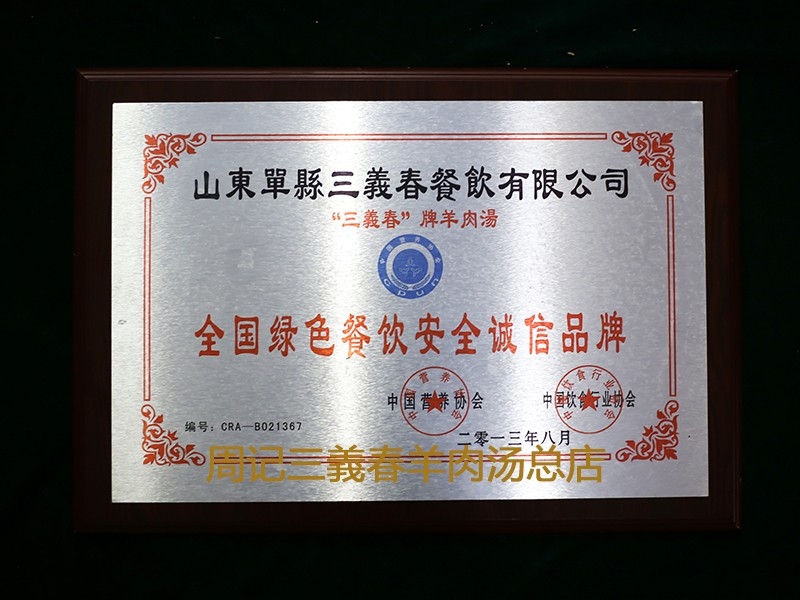 山東單縣三義春餐飲有限公司
“三義春”牌羊肉湯
全国绿色餐饮安全诚信品牌
中国营养协会 中国饮食行业协会
编号：CRA—B021367
二零一三年八月
周记三義春羊肉汤总店